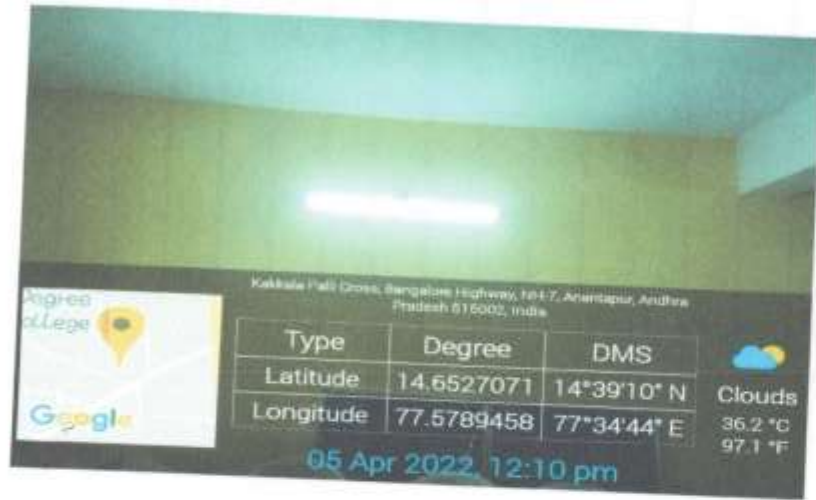 Kakkala Palli Cross, Bangalore Highway, NH-7, Anantapur, Andhra
Pradesh 515002, India
Degree
ollege
Google
Type Degree DMS
Latitude 14.6527071 14°39'10" N
Longitude 77.5789458 77°34'44" E
Clouds
36.2 °C
97.1 °F
05 Apr 2022, 12:10 pm